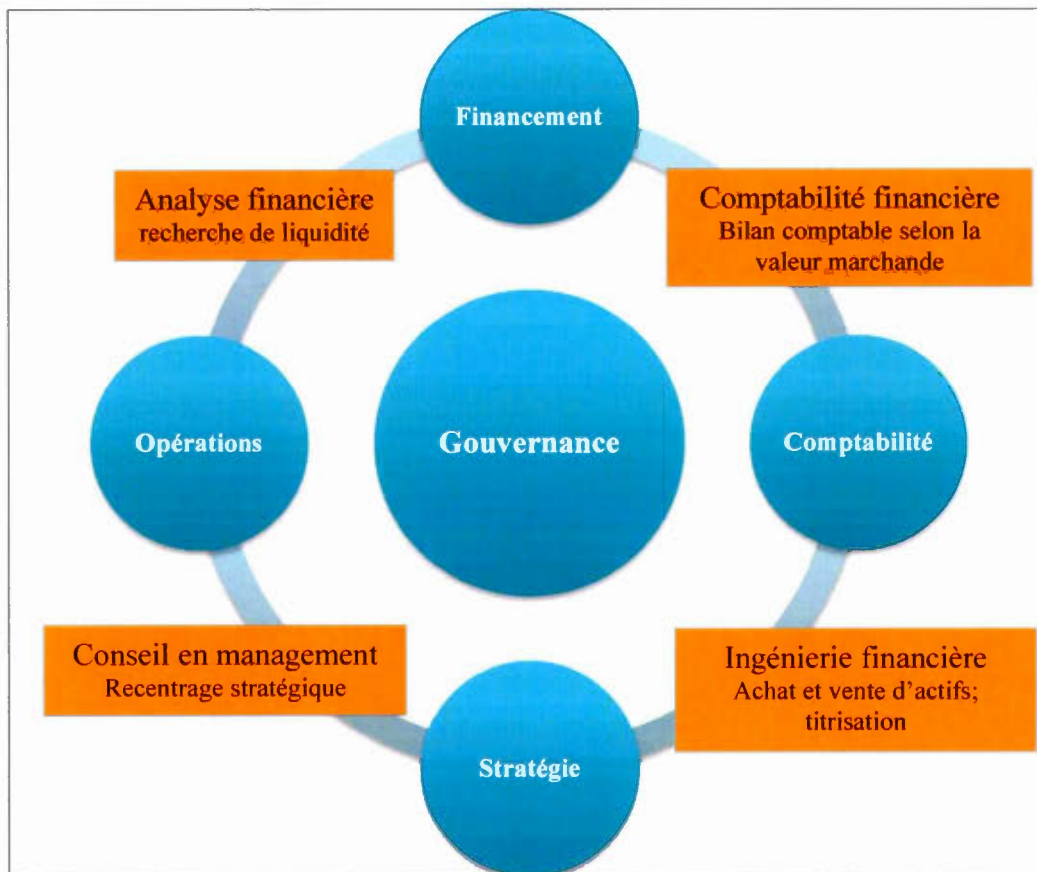 Financement
Analyse financière
recherche de liquidité
Comptabilité financière
Bilan comptable selon la
valeur marchande
Opérations
Gouvernance
Comptabilité
Conseil en management
Recentrage stratégique
Ingénierie financière
Achat et vente d'actifs;
titrisation
Stratégie